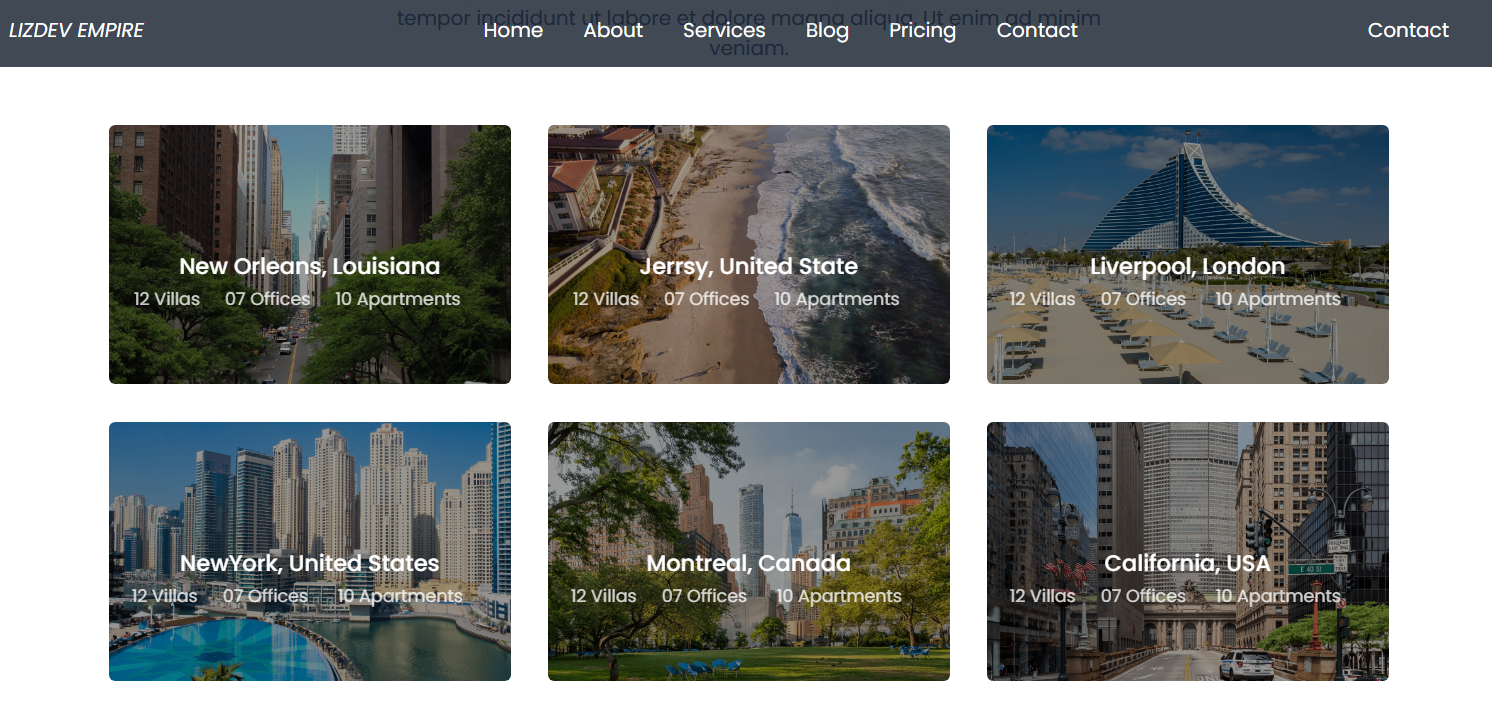 tempor incididunt ut labore et dolore magna aliqua. Ut enim ad minim
veniam.
LIZDEV EMPIRE Home About Services Blog Pricing Contact Contact
New Orleans, Louisiana
12 Villas 07 Offices 10 Apartments
Jerrsy, United State
12 Villas 07 Offices 10 Apartments
Liverpool, London
12 Villas 07 Offices 10 Apartments
NewYork, United States
12 Villas 07 Offices 10 Apartments
Montreal, Canada
12 Villas 07 Offices 10 Apartments
California, USA
12 Villas 07 Offices 10 Apartments
E 40 St